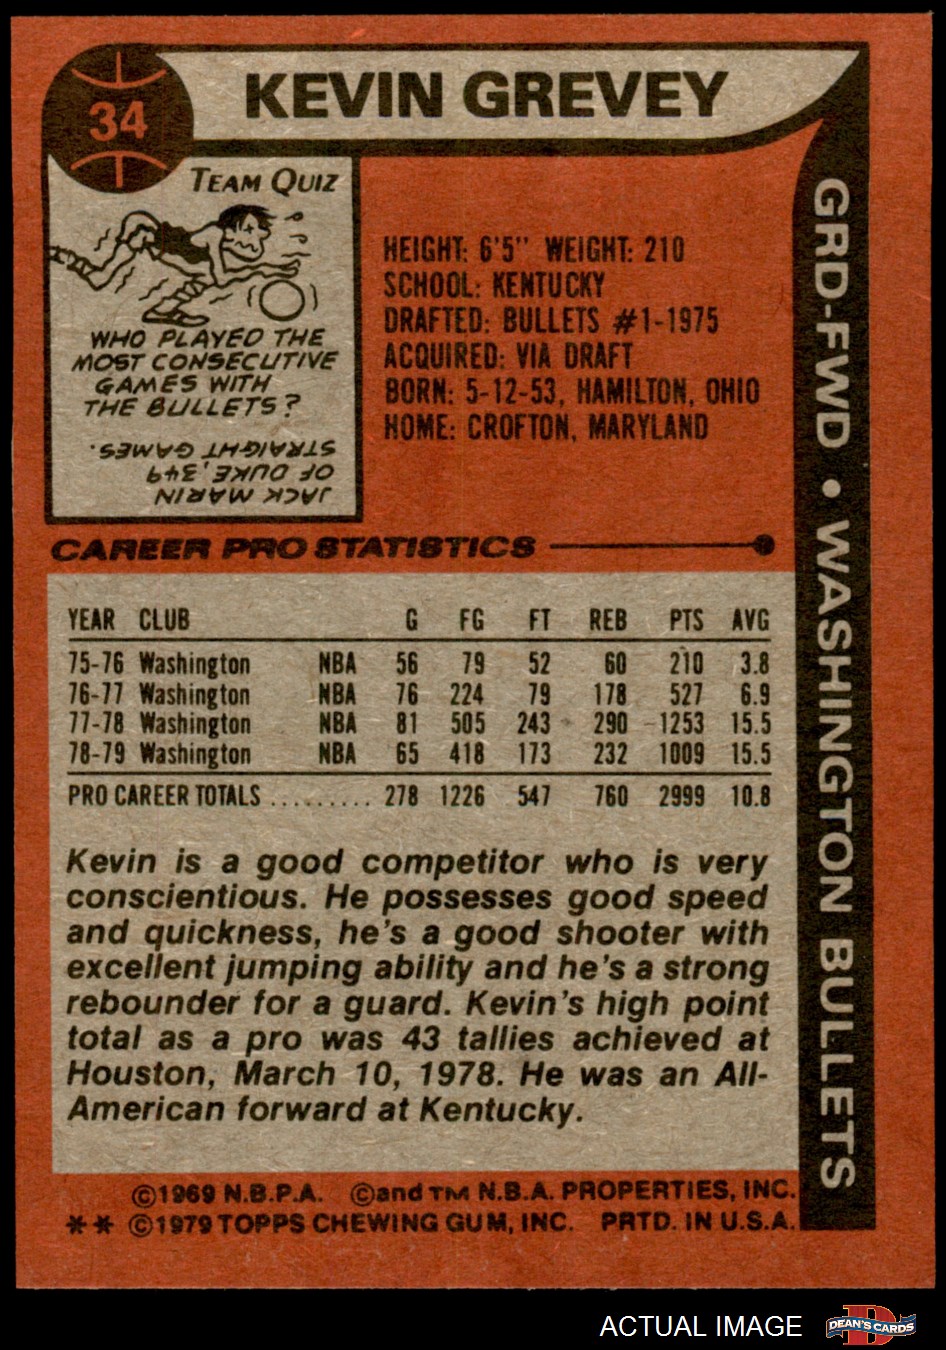 34
KEVIN GREVEY
TEAM QUIZ
WHO PLAYED THE
MOST CONSECUTIVE
GAMES WITH
THE BULLETS?
JACK MARIN
OF DUKE, 349
STRAIGHT GAMES.
HEIGHT: 6'5" WEIGHT: 210
SCHOOL: KENTUCKY
DRAFTED: BULLETS #1-1975
ACQUIRED: VIA DRAFT
BORN: 5-12-53, HAMILTON, OHIO
HOME: CROFTON, MARYLAND
GRD-FWD • WASHINGTON BULLETS
CAREER PRO STATISTICS
YEAR CLUB G FG FT REB PTS AVG
75-76 Washington NBA 56 79 52 60 210 3.8
76-77 Washington NBA 76 224 79 178 527 6.9
77-78 Washington NBA 81 505 243 290 1253 15.5
78-79 Washington NBA 65 418 173 232 1009 15.5
PRO CAREER TOTALS .......... 278 1226 547 760 2999 10.8
Kevin is a good competitor who is very
conscientious. He possesses good speed
and quickness, he's a good shooter with
excellent jumping ability and he's a strong
rebounder for a guard. Kevin's high point
total as a pro was 43 tallies achieved at
Houston, March 10, 1978. He was an All-
American forward at Kentucky.
©1969 N.B.P.A. ©and TM N.B.A. PROPERTIES, INC.
** ©1979 TOPPS CHEWING GUM, INC. PRTD. IN U.S.A.
ACTUAL IMAGE
DEAN'S CARDS